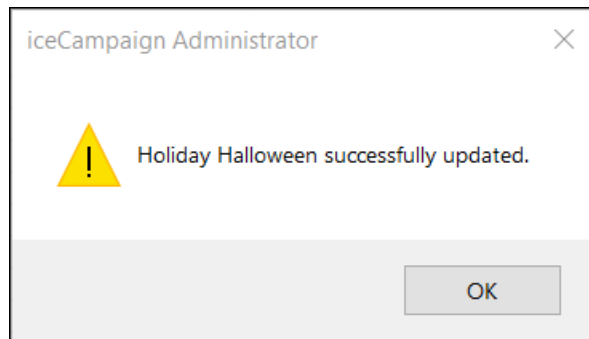 iceCampaign Administrator
Holiday Halloween successfully updated.
OK